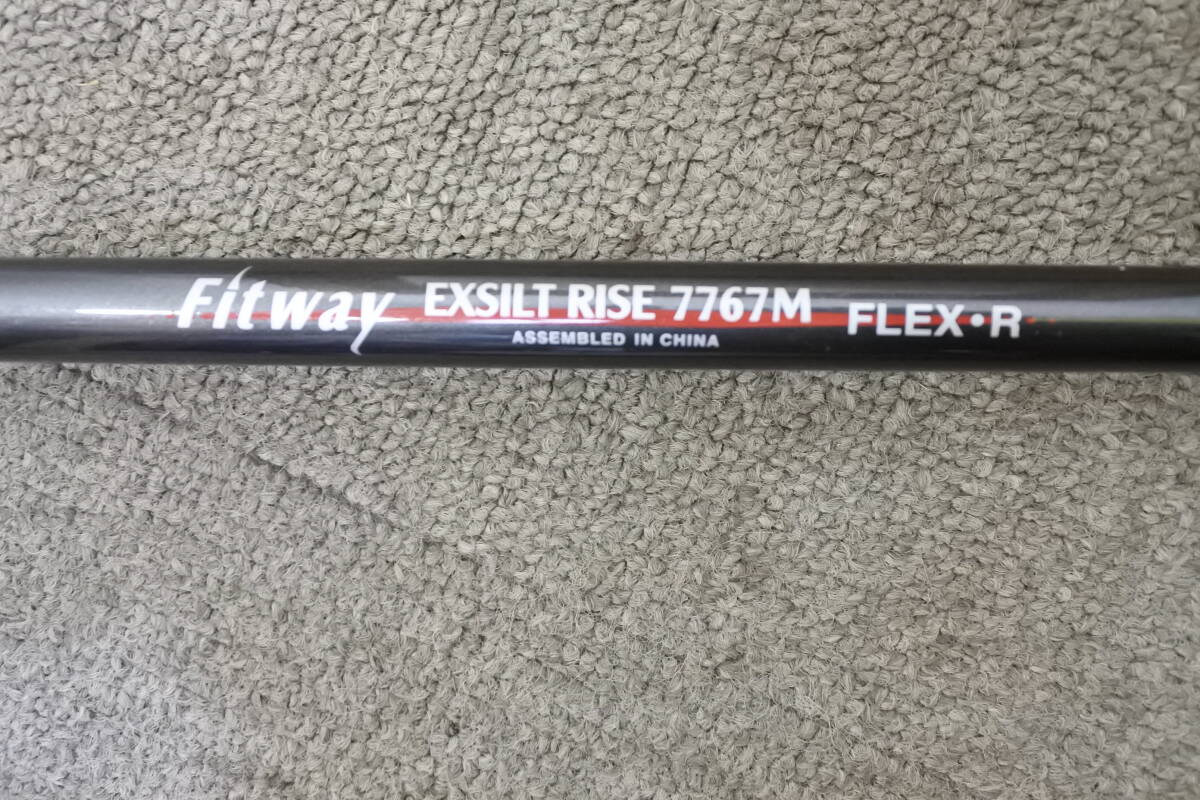 Fitway EXSILT RISE 7767M FLEX•R
ASSEMBLED IN CHINA